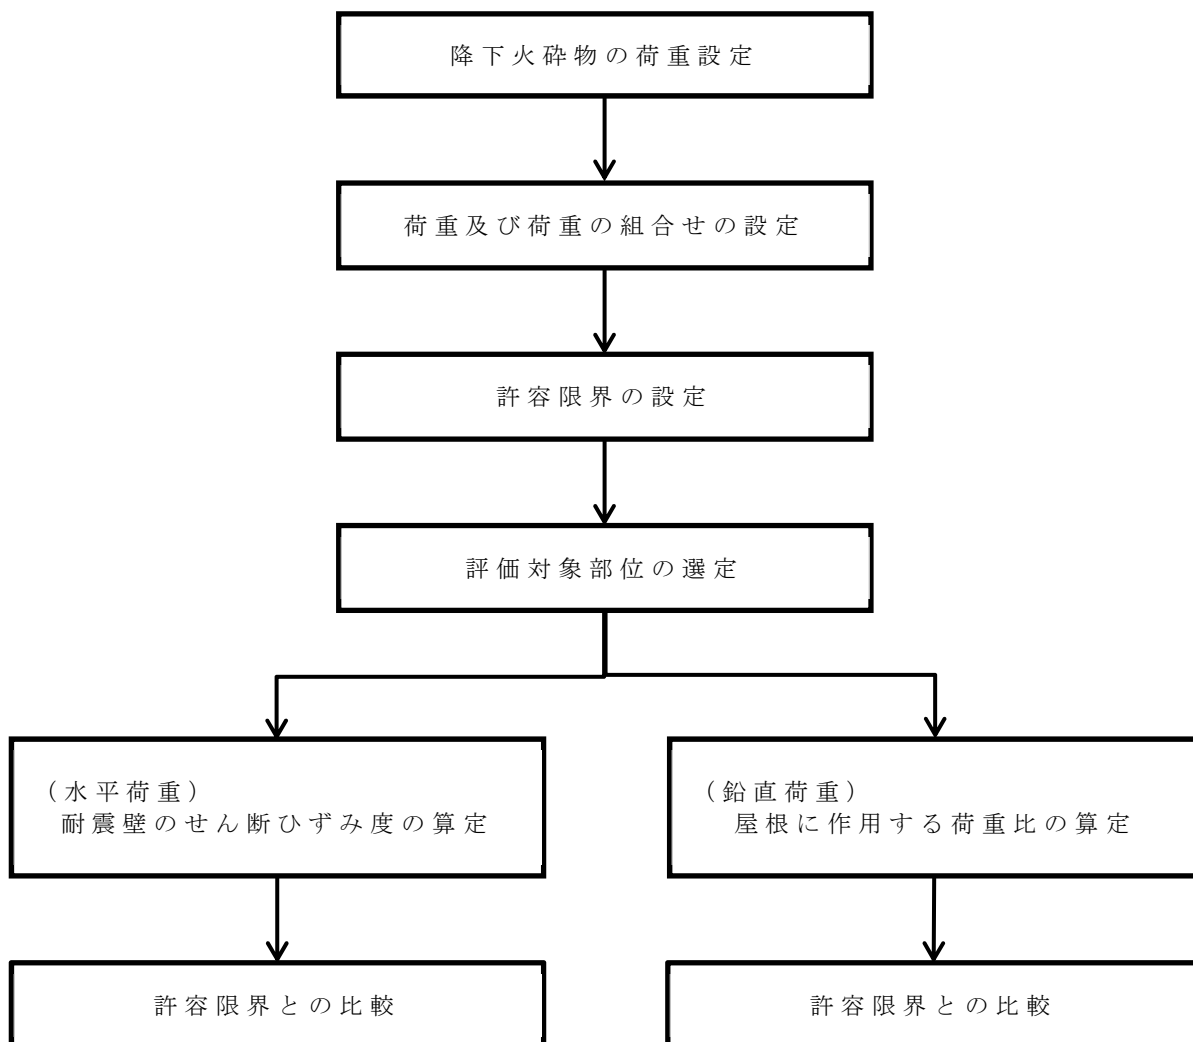 降下火砕物の荷重設定
荷重及び荷重の組合せの設定
許容限界の設定
評価対象部位の選定
（水平荷重）
耐震壁のせん断ひずみ度の算定
（鉛直荷重）
屋根に作用する荷重比の算定
許容限界との比較
許容限界との比較